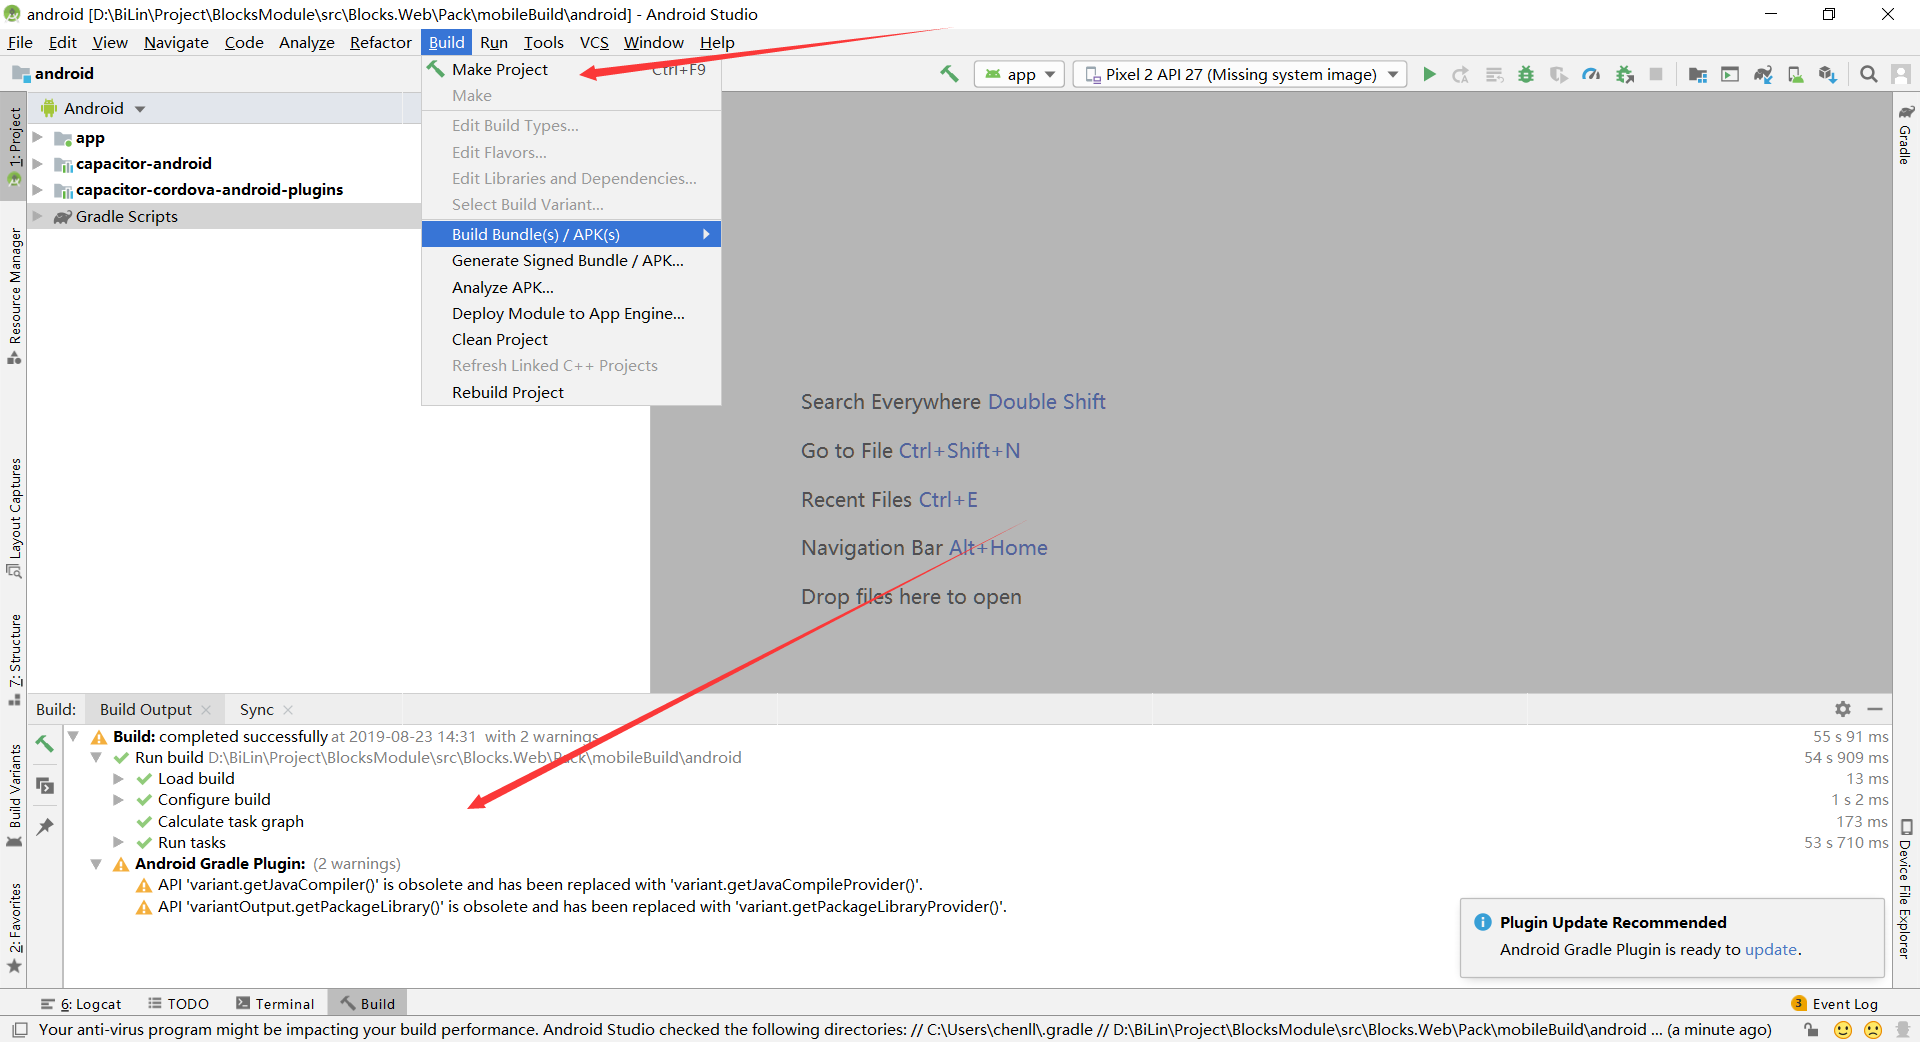 android [D:\BiLin\Project\BlocksModule\src\Blocks.Web\Pack\mobileBuild\android] - Android Studio
File Edit View Navigate Code Analyze Refactor Build Run Tools VCS Window Help
android
Make Project Ctrl+F9
app
Pixel 2 API 27 (Missing system image)
Make
Edit Build Types...
Edit Flavors...
Edit Libraries and Dependencies...
Select Build Variant...
Build Bundle(s) / APK(s)
Generate Signed Bundle / APK...
Analyze APK...
Deploy Module to App Engine...
Clean Project
Refresh Linked C++ Projects
Rebuild Project
Android
app
capacitor-android
capacitor-cordova-android-plugins
Gradle Scripts
1: Project
Resource Manager
Layout Captures
7: Structure
Build Variants
2: Favorites
Gradle
Device File Explorer
Search Everywhere Double Shift
Go to File Ctrl+Shift+N
Recent Files Ctrl+E
Navigation Bar Alt+Home
Drop files here to open
Build: Build Output Sync
Build: completed successfully at 2019-08-23 14:31 with 2 warnings 55 s 91 ms
Run build D:\BiLin\Project\BlocksModule\src\Blocks.Web\Pack\mobileBuild\android 54 s 909 ms
Load build 13 ms
Configure build 1 s 2 ms
Calculate task graph 173 ms
Run tasks 53 s 710 ms
Android Gradle Plugin: (2 warnings)
API 'variant.getJavaCompiler()' is obsolete and has been replaced with 'variant.getJavaCompileProvider()'.
API 'variantOutput.getPackageLibrary()' is obsolete and has been replaced with 'variant.getPackageLibraryProvider()'.
Plugin Update Recommended
Android Gradle Plugin is ready to update.
6: Logcat TODO Terminal Build 3 Event Log
Your anti-virus program might be impacting your build performance. Android Studio checked the following directories: // C:\Users\chenll\.gradle // D:\BiLin\Project\BlocksModule\src\Blocks.Web\Pack\mobileBuild\android ... (a minute ago)